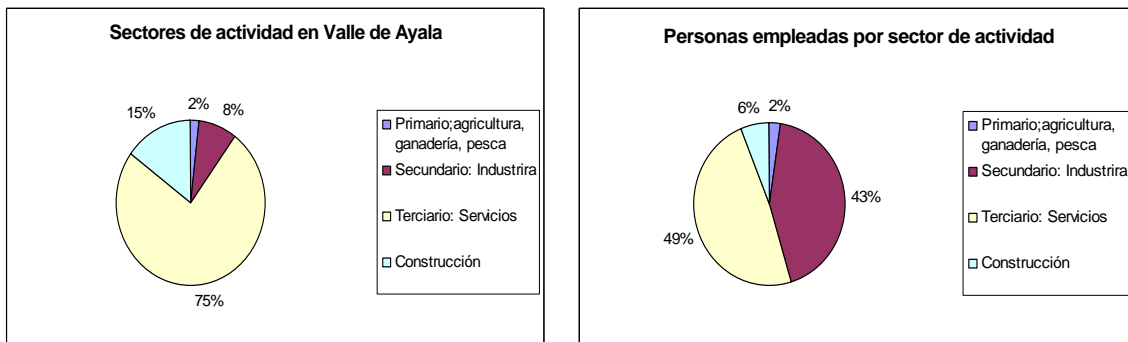 Sectores de actividad en Valle de Ayala
2%
8%
15%
75%
Primario;agricultura,
ganadería, pesca
Secundario: Industrira
Terciario: Servicios
Construcción
Personas empleadas por sector de actividad
6%
2%
43%
49%
Primario;agricultura,
ganadería, pesca
Secundario: Industrira
Terciario: Servicios
Construcción